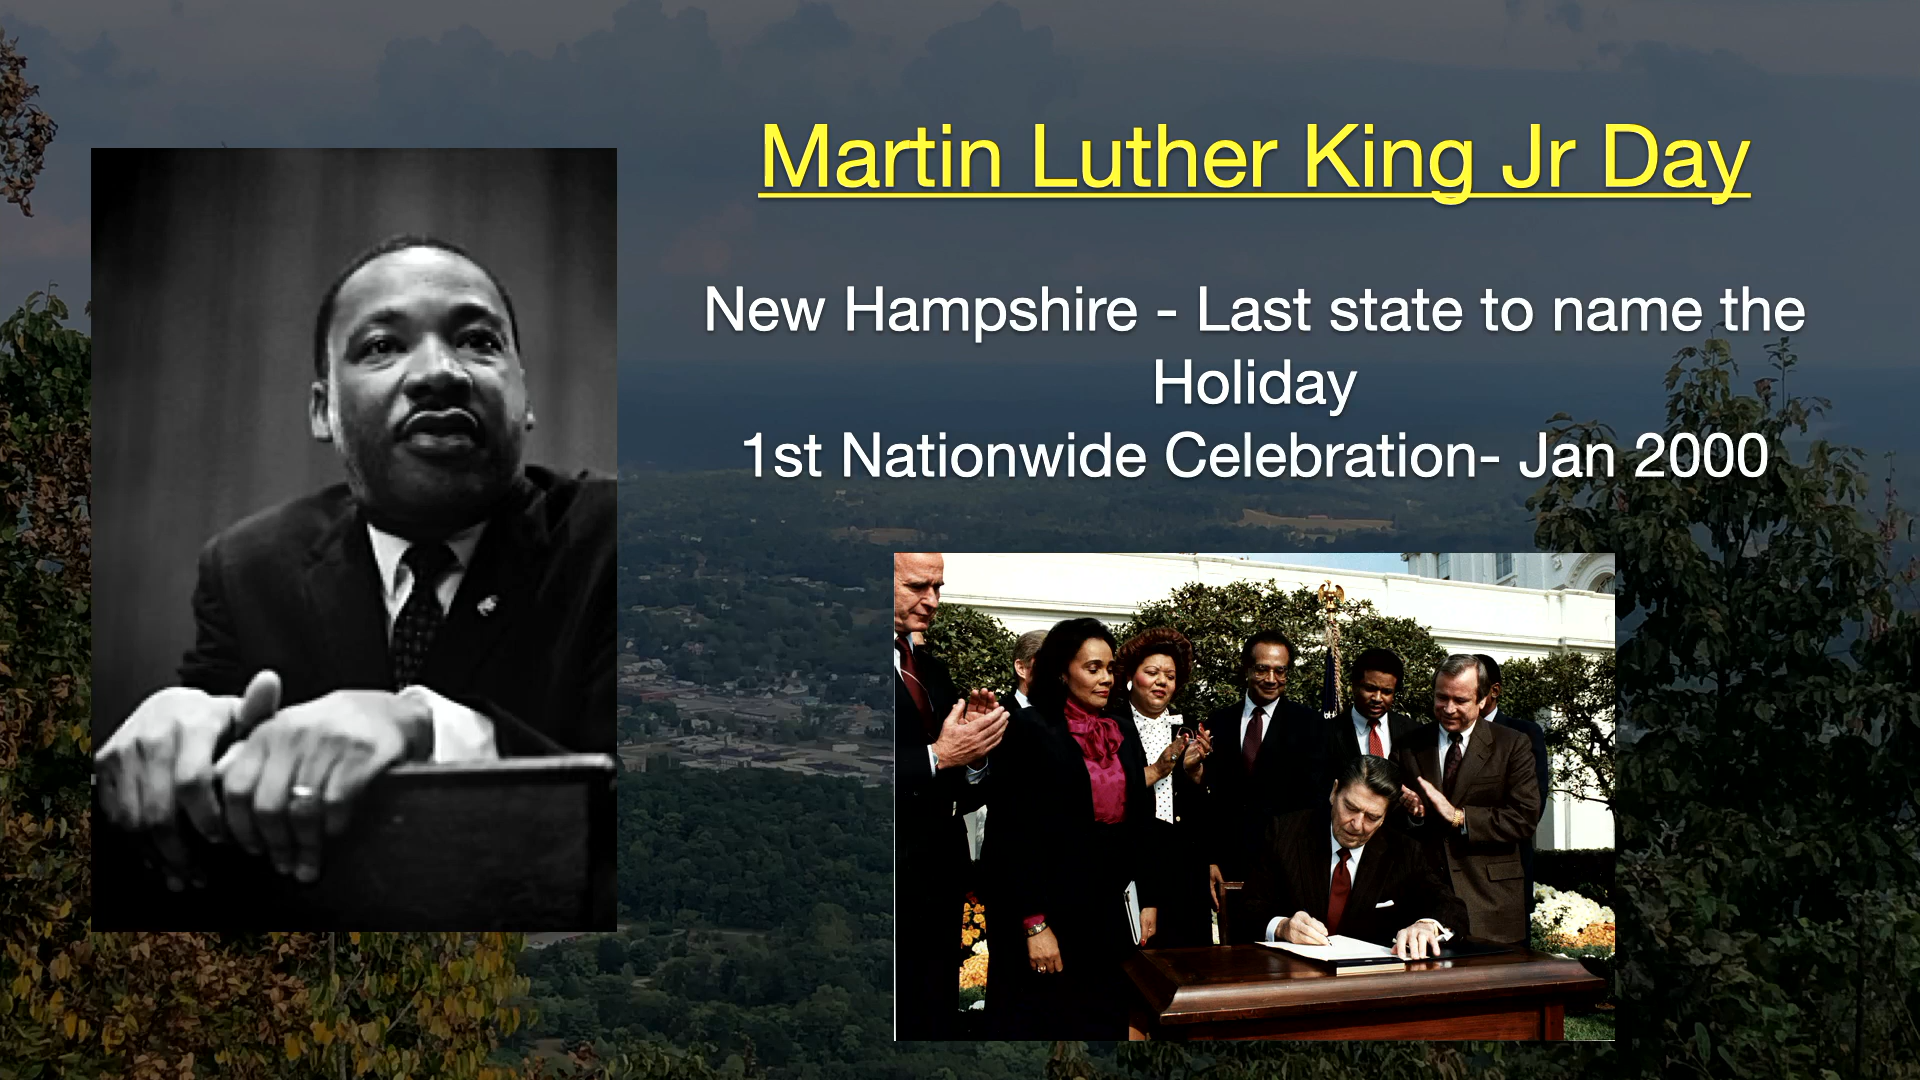 Martin Luther King Jr Day
New Hampshire - Last state to name the
Holiday
1st Nationwide Celebration- Jan 2000